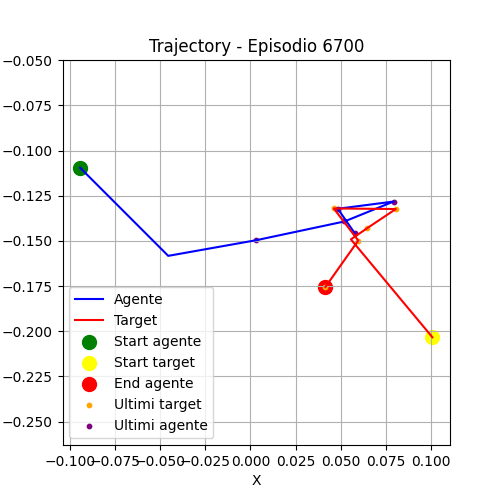 Trajectory - Episodio 6700
-0.050
-0.075
-0.100
-0.125
-0.150
-0.175
-0.200
-0.225
-0.250
Agente
Target
Start agente
Start target
End agente
Ultimi target
Ultimi agente
-0.100 -0.075 -0.050 -0.025 0.000 0.025 0.050 0.075 0.100
X